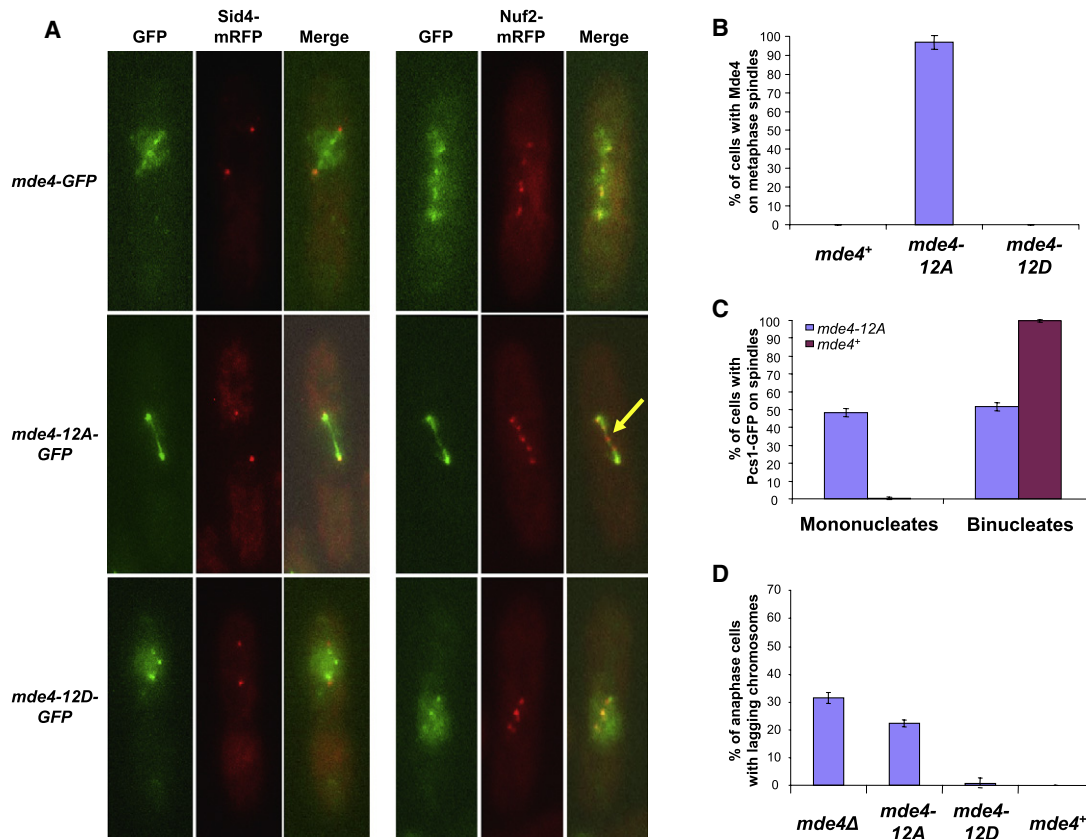 A
Sid4-
mRFP
GFP
Merge
Nuf2-
mRFP
GFP
Merge
mde4-GFP
mde4-12A-
GFP
mde4-12D-
GFP
B
% of cells with Mde4
on metaphase spindles
100
90
80
70
60
50
40
30
20
10
0
mde4+
mde4-
12A
mde4-
12D
C
% of cells with
Pcs1-GFP on spindles
100
90
80
70
60
50
40
30
20
10
0
mde4-12A
mde4+
Mononucleates
Binucleates
D
% of anaphase cells
with lagging chromosomes
70
60
50
40
30
20
10
0
mde4Δ
mde4-
12A
mde4-
12D
mde4+